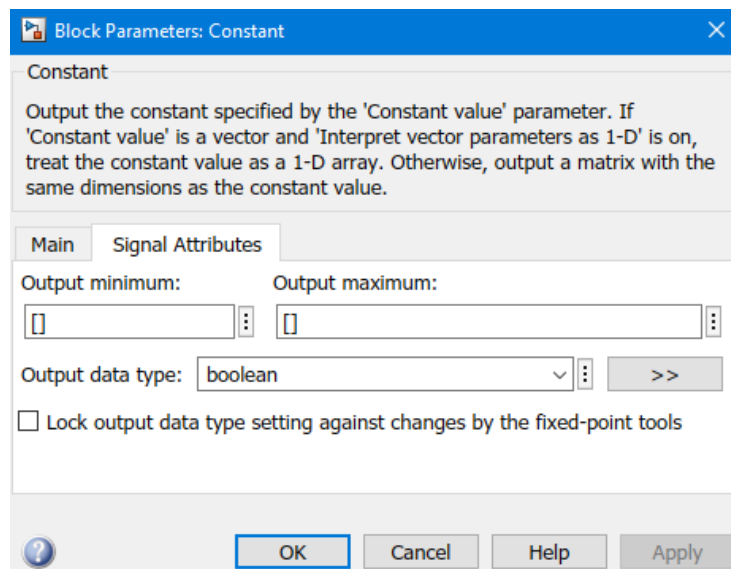 Block Parameters: Constant
Constant
Output the constant specified by the 'Constant value' parameter. If
'Constant value' is a vector and 'Interpret vector parameters as 1-D' is on,
treat the constant value as a 1-D array. Otherwise, output a matrix with the
same dimensions as the constant value.
Main Signal Attributes
Output minimum: Output maximum:
[] []
Output data type: boolean >>
Lock output data type setting against changes by the fixed-point tools
OK Cancel Help Apply